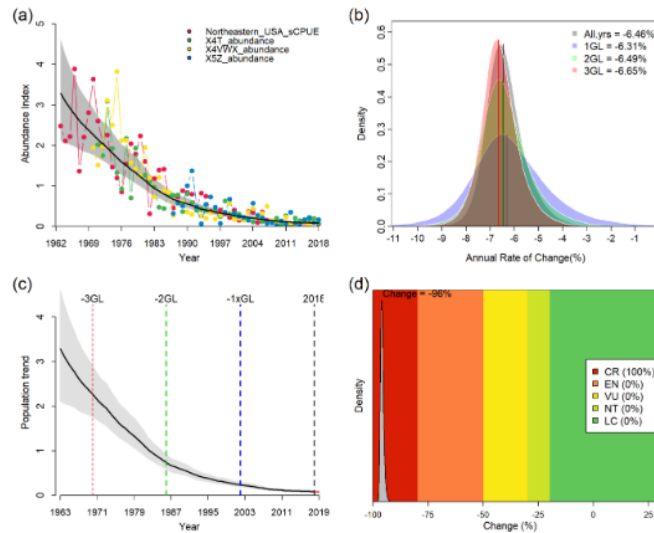 (a)
Northeastern_USA_sCPUE
X4T_abundance
X4VWX_abundance
X5Z_abundance
Abundance Index
5
4
3
2
1
0
1962 1969 1976 1983 1990 1997 2004 2011 2018
Year
(b)
All.yrs = -6.46%
1GL = -6.31%
2GL = -6.49%
3GL = -6.65%
Density
0.6
0.5
0.4
0.3
0.2
0.1
0.0
-11 -10 -9 -8 -7 -6 -5 -4 -3 -2 -1 0
Annual Rate of Change(%)
(c)
-3GL -2GL -1xGL
Population trend
4
3
2
1
0
1963 1971 1979 1987 1995 2003 2011 2019
Year
(d)
Change = -96%
CR (100%)
EN (0%)
VU (0%)
NT (0%)
LC (0%)
Density
-100 -75 -50 -25 0
Change (%)